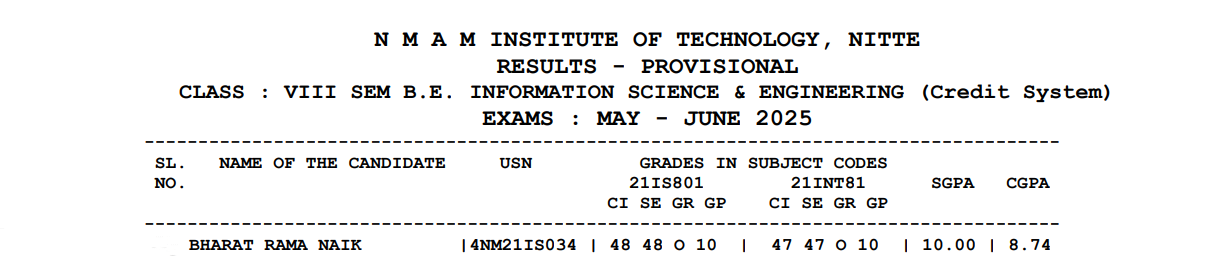 N M A M INSTITUTE OF TECHNOLOGY, NITTE
RESULTS - PROVISIONAL
CLASS : VIII SEM B.E. INFORMATION SCIENCE & ENGINEERING (Credit System)
EXAMS : MAY - JUNE 2025
--------------------------------------------------------------------------------------
SL. NAME OF THE CANDIDATE USN GRADES IN SUBJECT CODES
NO. 21IS801 21INT81 SGPA CGPA
CI SE GR GP CI SE GR GP
--------------------------------------------------------------------------------------
BHARAT RAMA NAIK |4NM21IS034 | 48 48 O 10 | 47 47 O 10 | 10.00 | 8.74